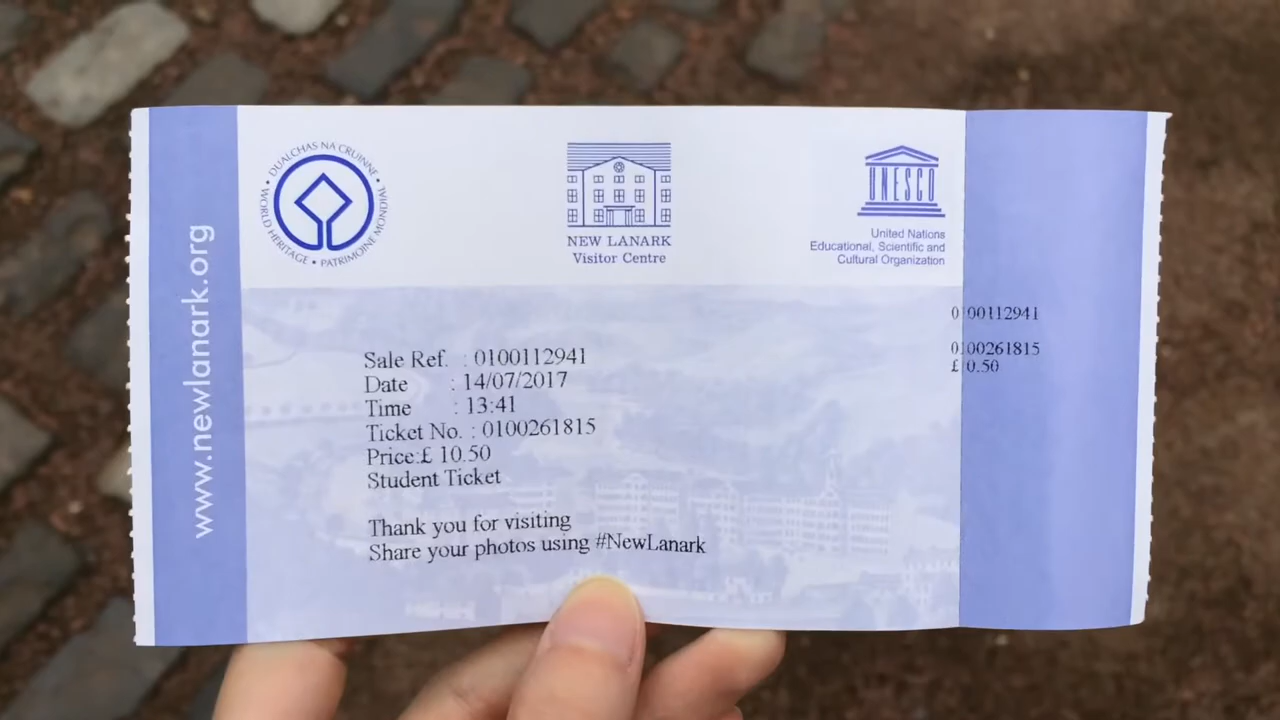 www.newlanark.org
DUALCHAS NA CRUINNE • WORLD HERITAGE • PATRIMOINE MONDIAL •
NEW LANARK
Visitor Centre
UNESCO
United Nations
Educational, Scientific and
Cultural Organization
Sale Ref. : 0100112941
Date : 14/07/2017
Time : 13:41
Ticket No. : 0100261815
Price:£ 10.50
Student Ticket
Thank you for visiting
Share your photos using #NewLanark
0100112941
0100261815
£ 0.50